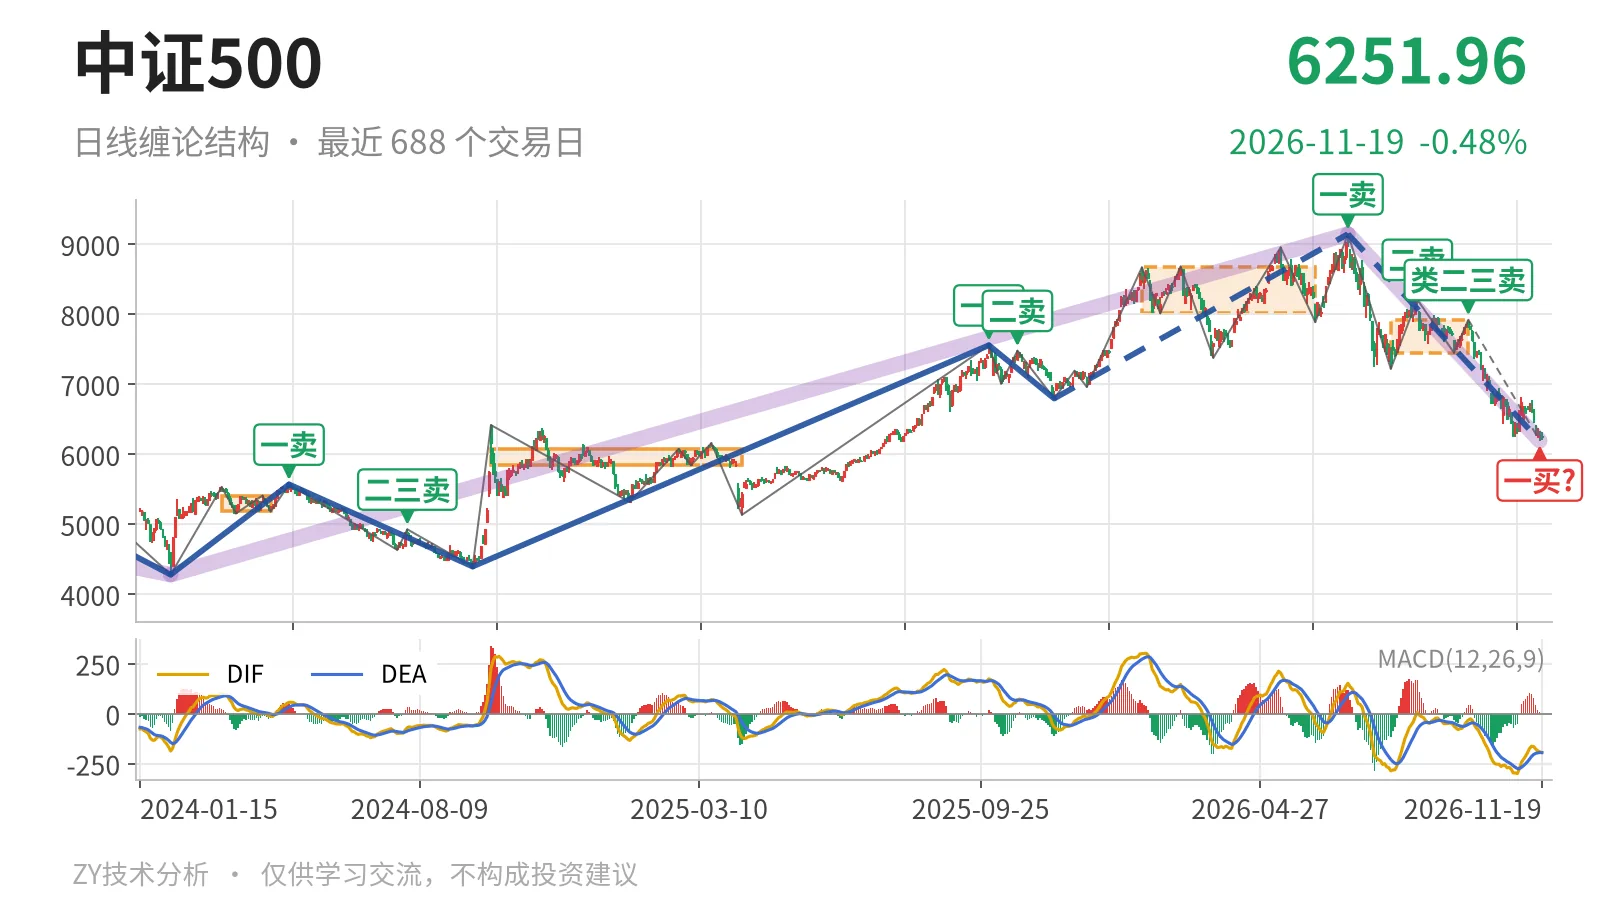 中证500
6251.96
日线缠论结构 · 最近 688 个交易日
2026-11-19 -0.48%
一卖
二卖
类二三卖
一
二卖
一卖
二三卖
一买?
9000
8000
7000
6000
5000
4000
250
0
-250
DIF
DEA
MACD(12,26,9)
2024-01-15
2024-08-09
2025-03-10
2025-09-25
2026-04-27
2026-11-19
ZY技术分析 · 仅供学习交流，不构成投资建议